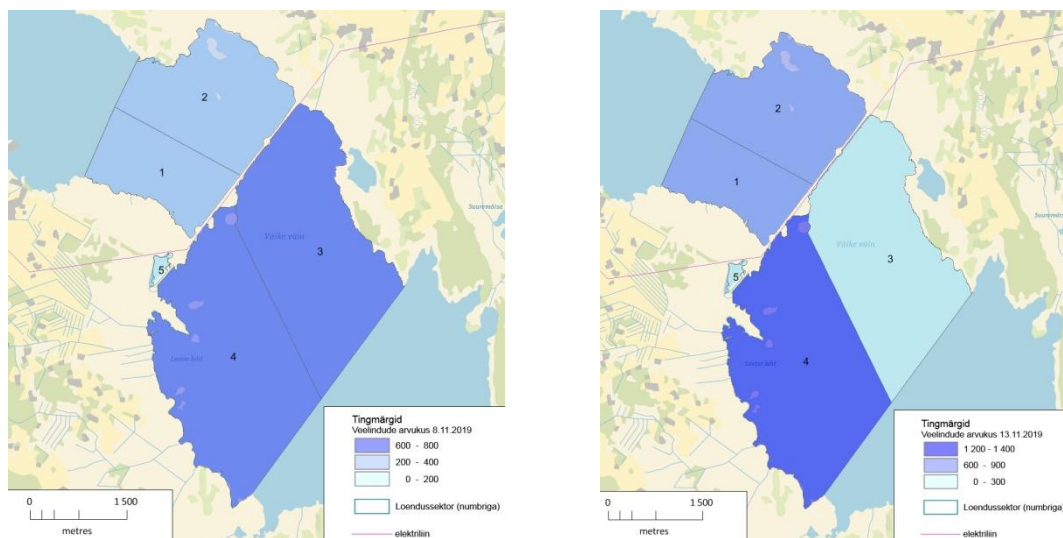 2
1
Väike väin
3
5
4
Suuremõisa
Tingmärgid
Veelindude arvukus 8.11.2019
600 - 800
200 - 400
0 - 200
Loendussektor (numbriga)
elektriliin
0 1 500
metres
2
1
Väike väin
3
5
4
Suuremõisa
Tingmärgid
Veelindude arvukus 13.11.2019
1 200 - 1 400
600 - 900
0 - 300
Loendussektor (numbriga)
elektriliin
0 1 500
metres